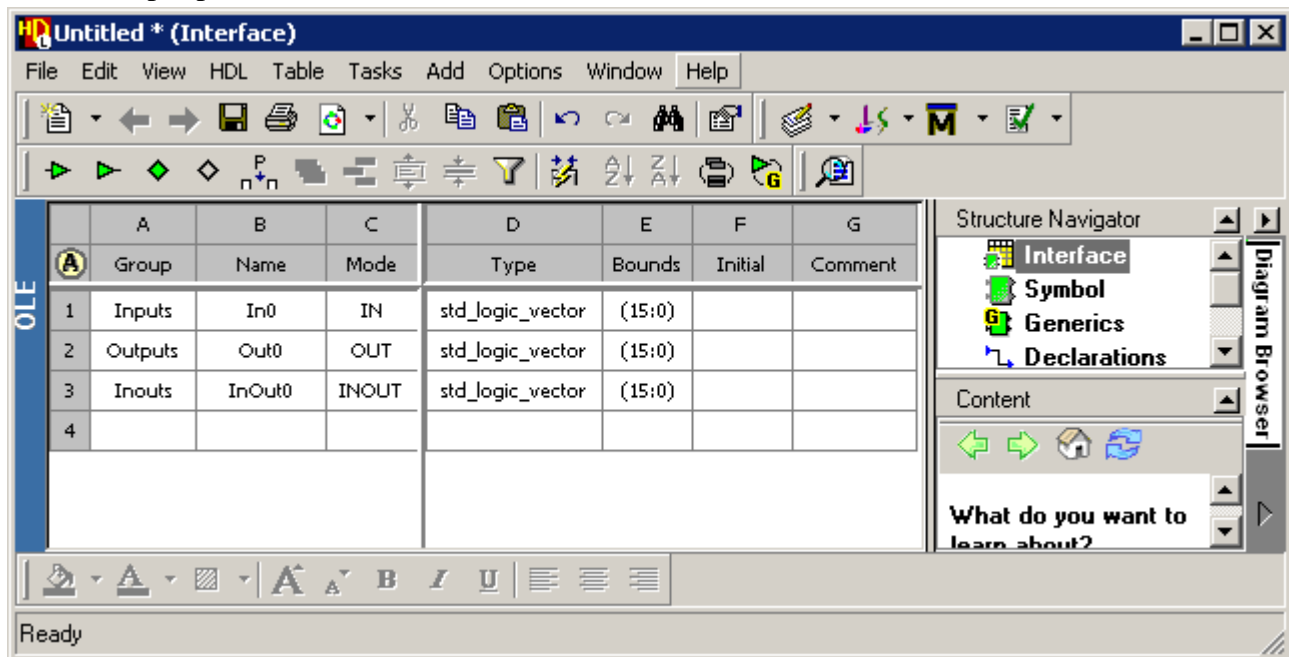 HDL Untitled * (Interface)
File Edit View HDL Table Tasks Add Options Window Help
M
P n n A Z Z A G
A B C D E F G
A Group Name Mode Type Bounds Initial Comment
1 Inputs In0 IN std_logic_vector (15:0)
2 Outputs Out0 OUT std_logic_vector (15:0)
3 Inouts InOut0 INOUT std_logic_vector (15:0)
4
OLE
Structure Navigator
Interface
Symbol
G Generics
Declarations
Content
What do you want to
learn about?
Diagram Browser
A A A B I U
Ready